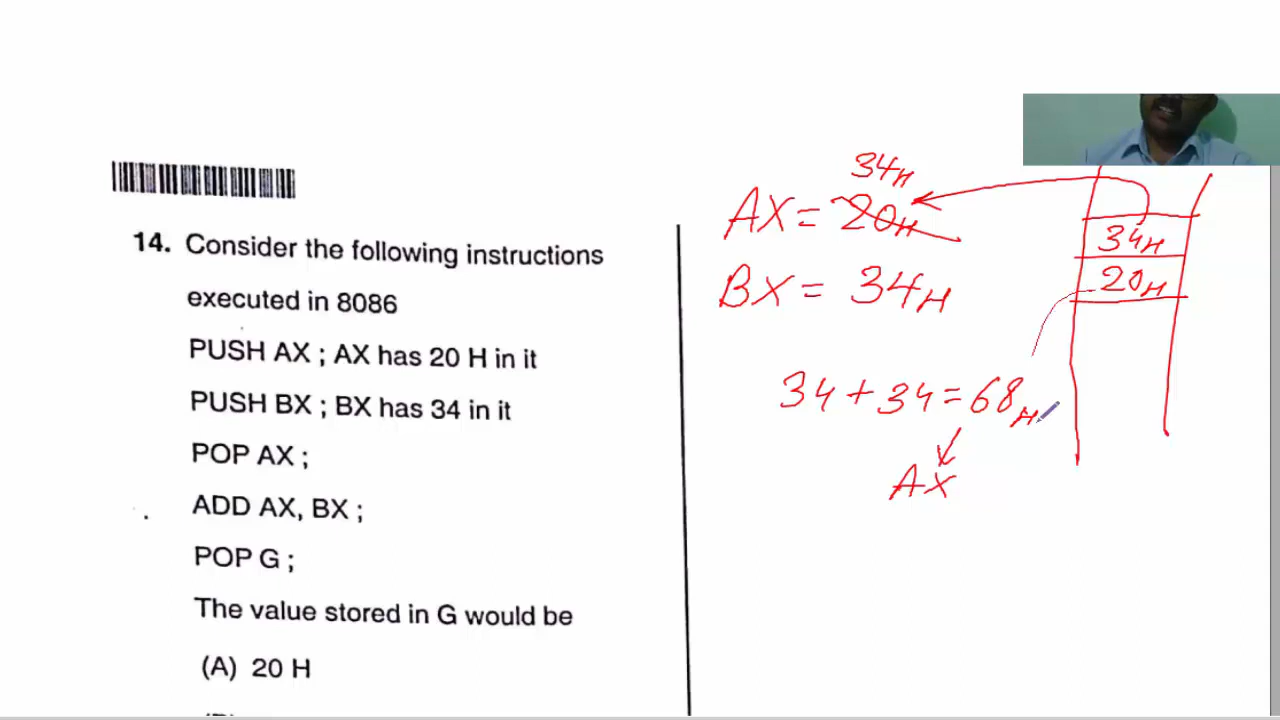 14. Consider the following instructions
executed in 8086
PUSH AX ; AX has 20 H in it
PUSH BX ; BX has 34 in it
POP AX ;
ADD AX, BX ;
POP G ;
The value stored in G would be
(A) 20 H
34H
AX = 20H
BX = 34H
34 + 34 = 68H
AX
34H
20H